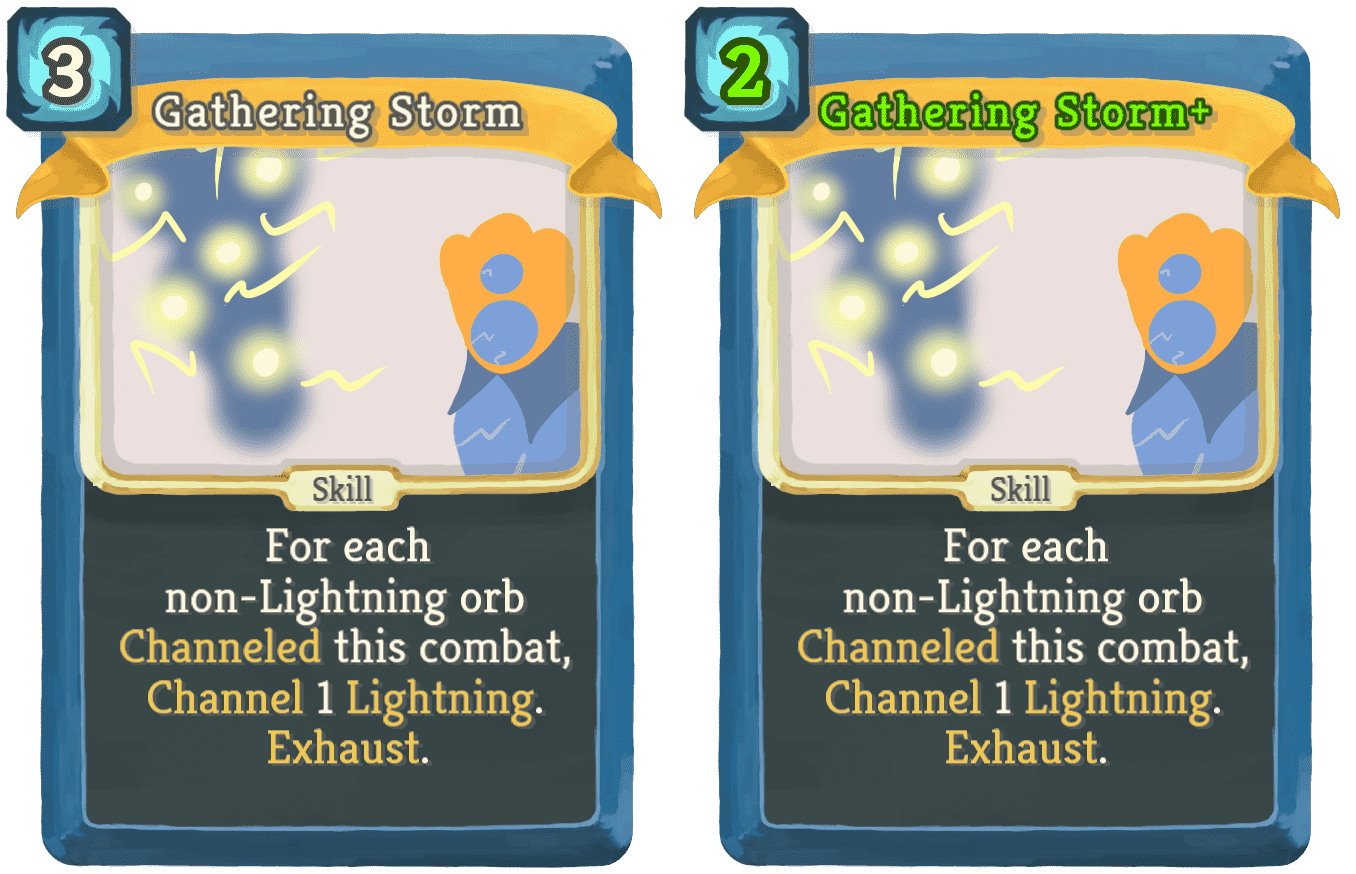 3
Gathering Storm
Skill
For each
non-Lightning orb
Channeled this combat,
Channel 1 Lightning.
Exhaust.
2
Gathering Storm+
Skill
For each
non-Lightning orb
Channeled this combat,
Channel 1 Lightning.
Exhaust.